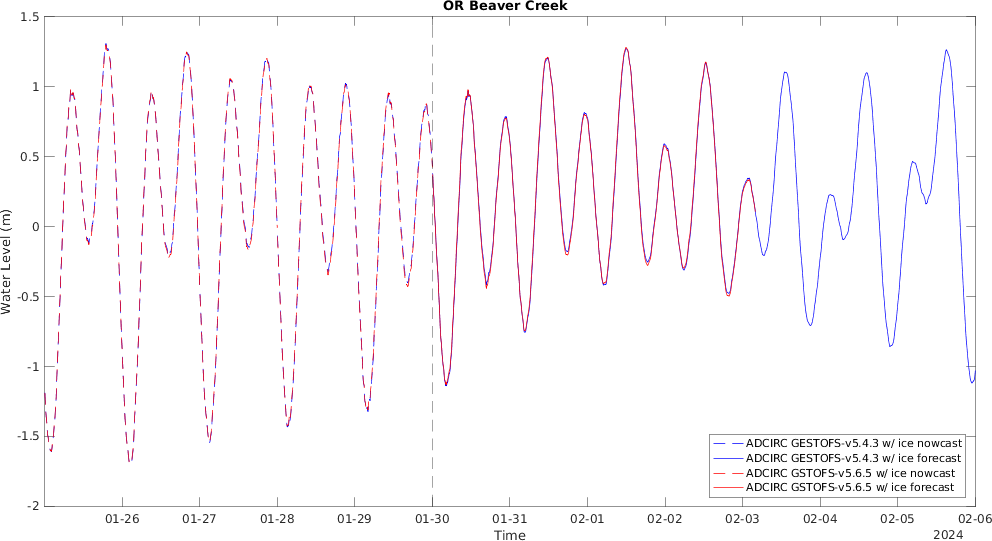 OR Beaver Creek
Water Level (m)
1.5
1
0.5
0
-0.5
-1
-1.5
-2
ADCIRC GESTOFS-v5.4.3 w/ ice nowcast
ADCIRC GESTOFS-v5.4.3 w/ ice forecast
ADCIRC GSTOFS-v5.6.5 w/ ice nowcast
ADCIRC GSTOFS-v5.6.5 w/ ice forecast
01-26 01-27 01-28 01-29 01-30 01-31 02-01 02-02 02-03 02-04 02-05 02-06
Time
2024